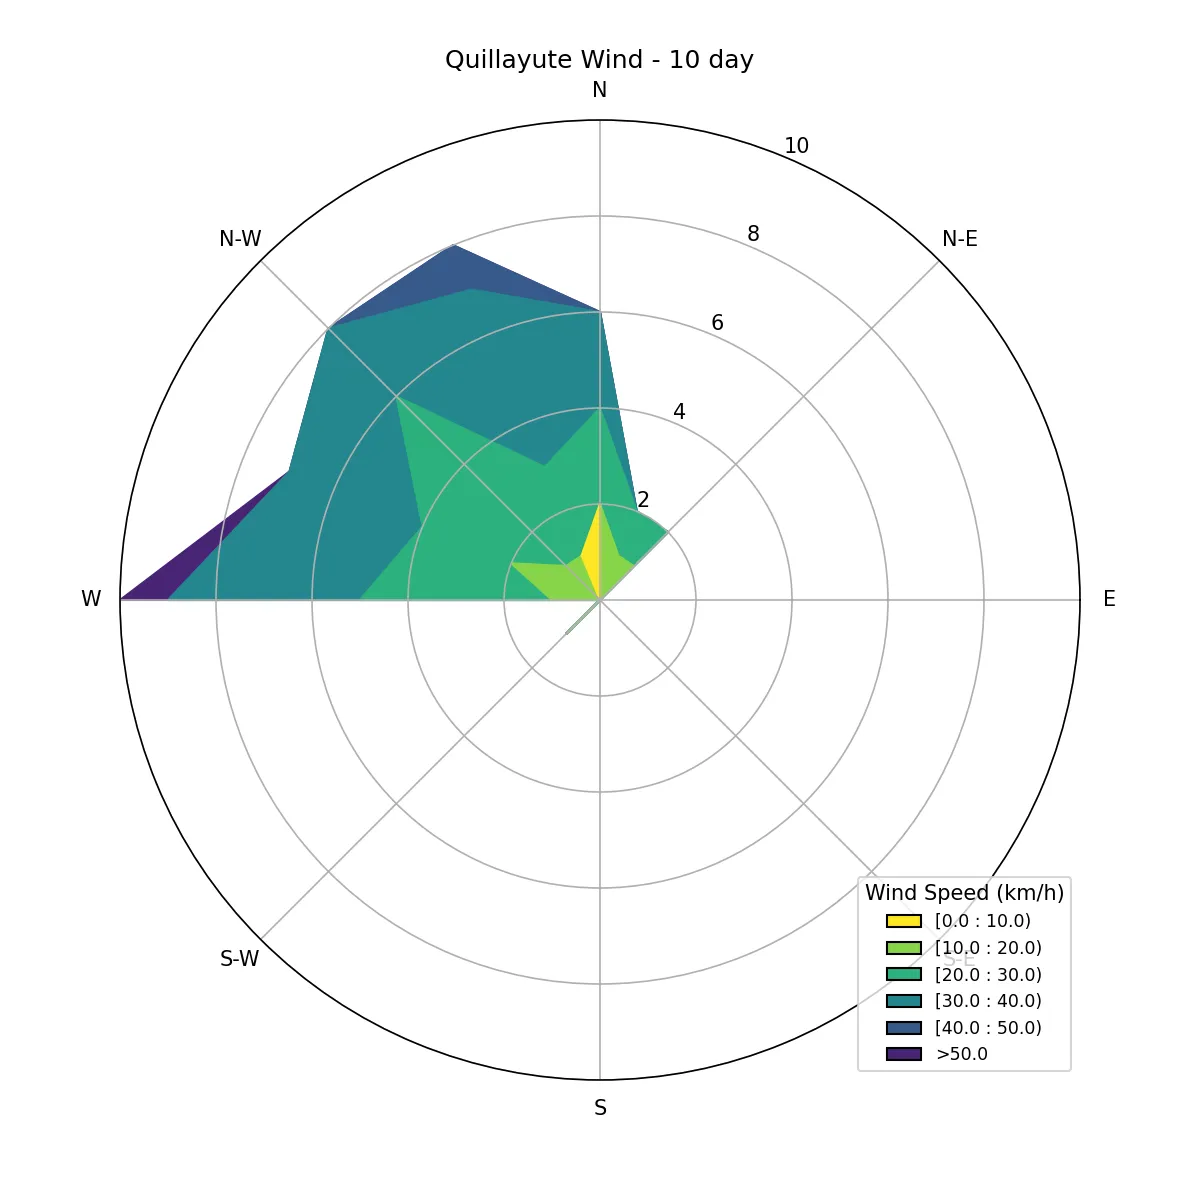 Quillayute Wind - 10 day
N
10
N-W
8
N-E
6
4
2
W
E
Wind Speed (km/h)
[0.0 : 10.0)
[10.0 : 20.0)
S-W
S-E
[20.0 : 30.0)
[30.0 : 40.0)
[40.0 : 50.0)
>50.0
S